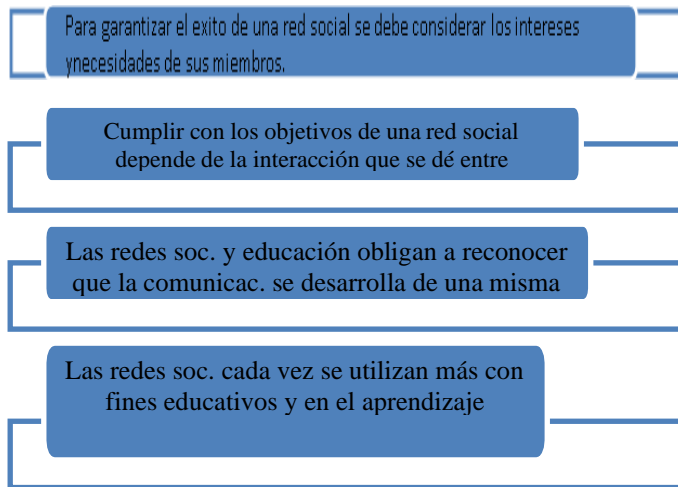 Para garantizar el exito de una red social se debe considerar los intereses
ynecesidades de sus miembros.
Cumplir con los objetivos de una red social
depende de la interacción que se dé entre
Las redes soc. y educación obligan a reconocer
que la comunicac. se desarrolla de una misma
Las redes soc. cada vez se utilizan más con
fines educativos y en el aprendizaje